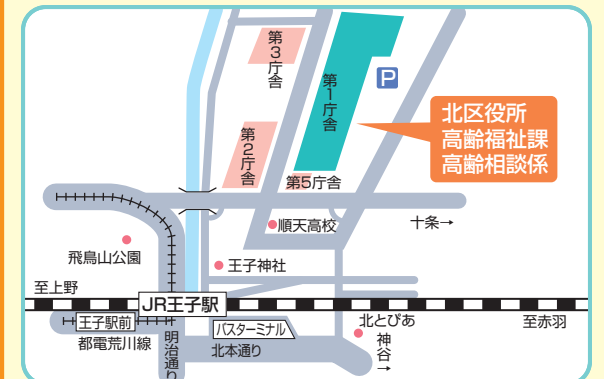 第3庁舎
第1庁舎
P
北区役所
高齢福祉課
高齢相談係
第2庁舎
第5庁舎
順天高校
十条→
飛鳥山公園
王子神社
至上野
JR王子駅
至赤羽
王子駅前
都電荒川線
明治通り
バスターミナル
北本通り
北とぴあ
神谷→